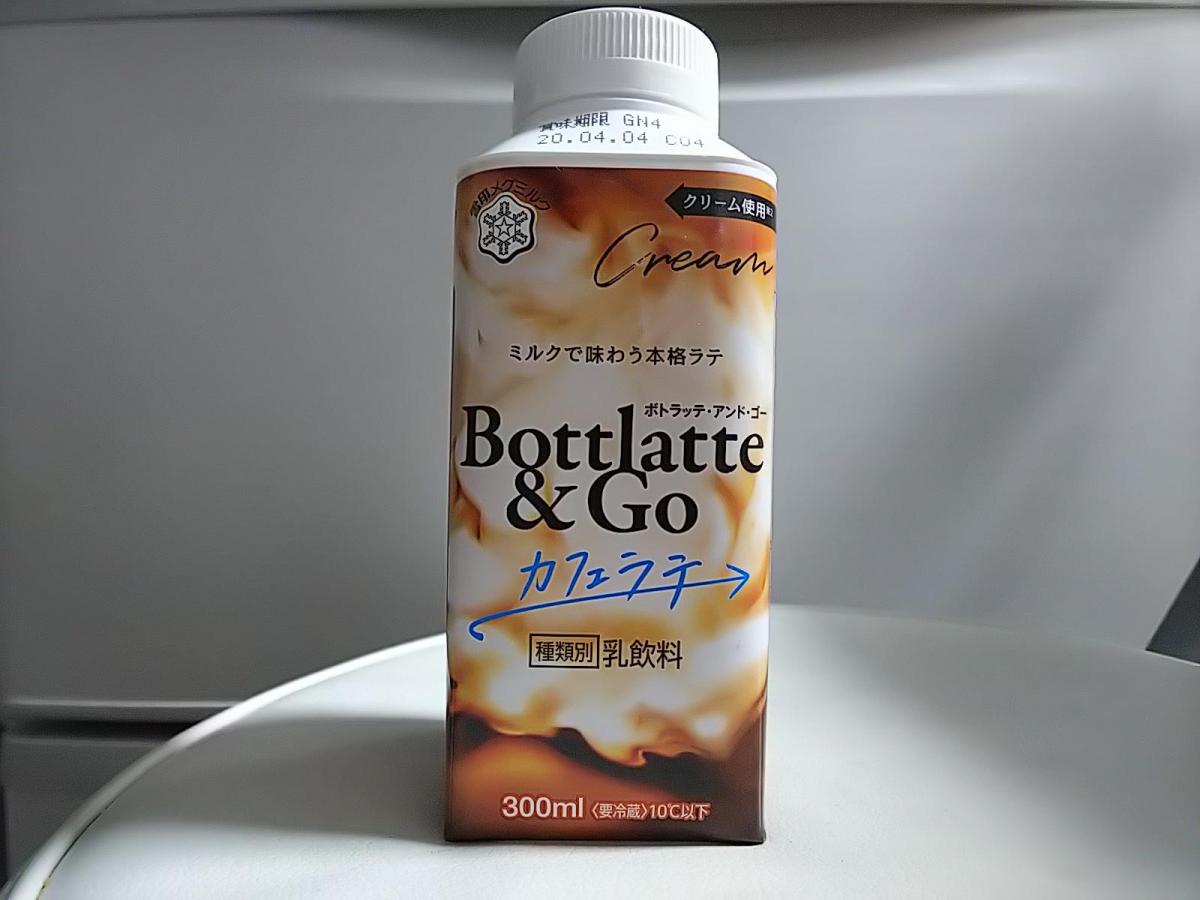 賞味期限 GN4
20.04.04 C04
雪印メグミルク
クリーム使用※2
Cream
ミルクで味わう本格ラテ
ボトラッテ・アンド・ゴー
Bottlatte
& Go
カフェラテ
種類別 乳飲料
300ml〈要冷蔵〉10℃以下